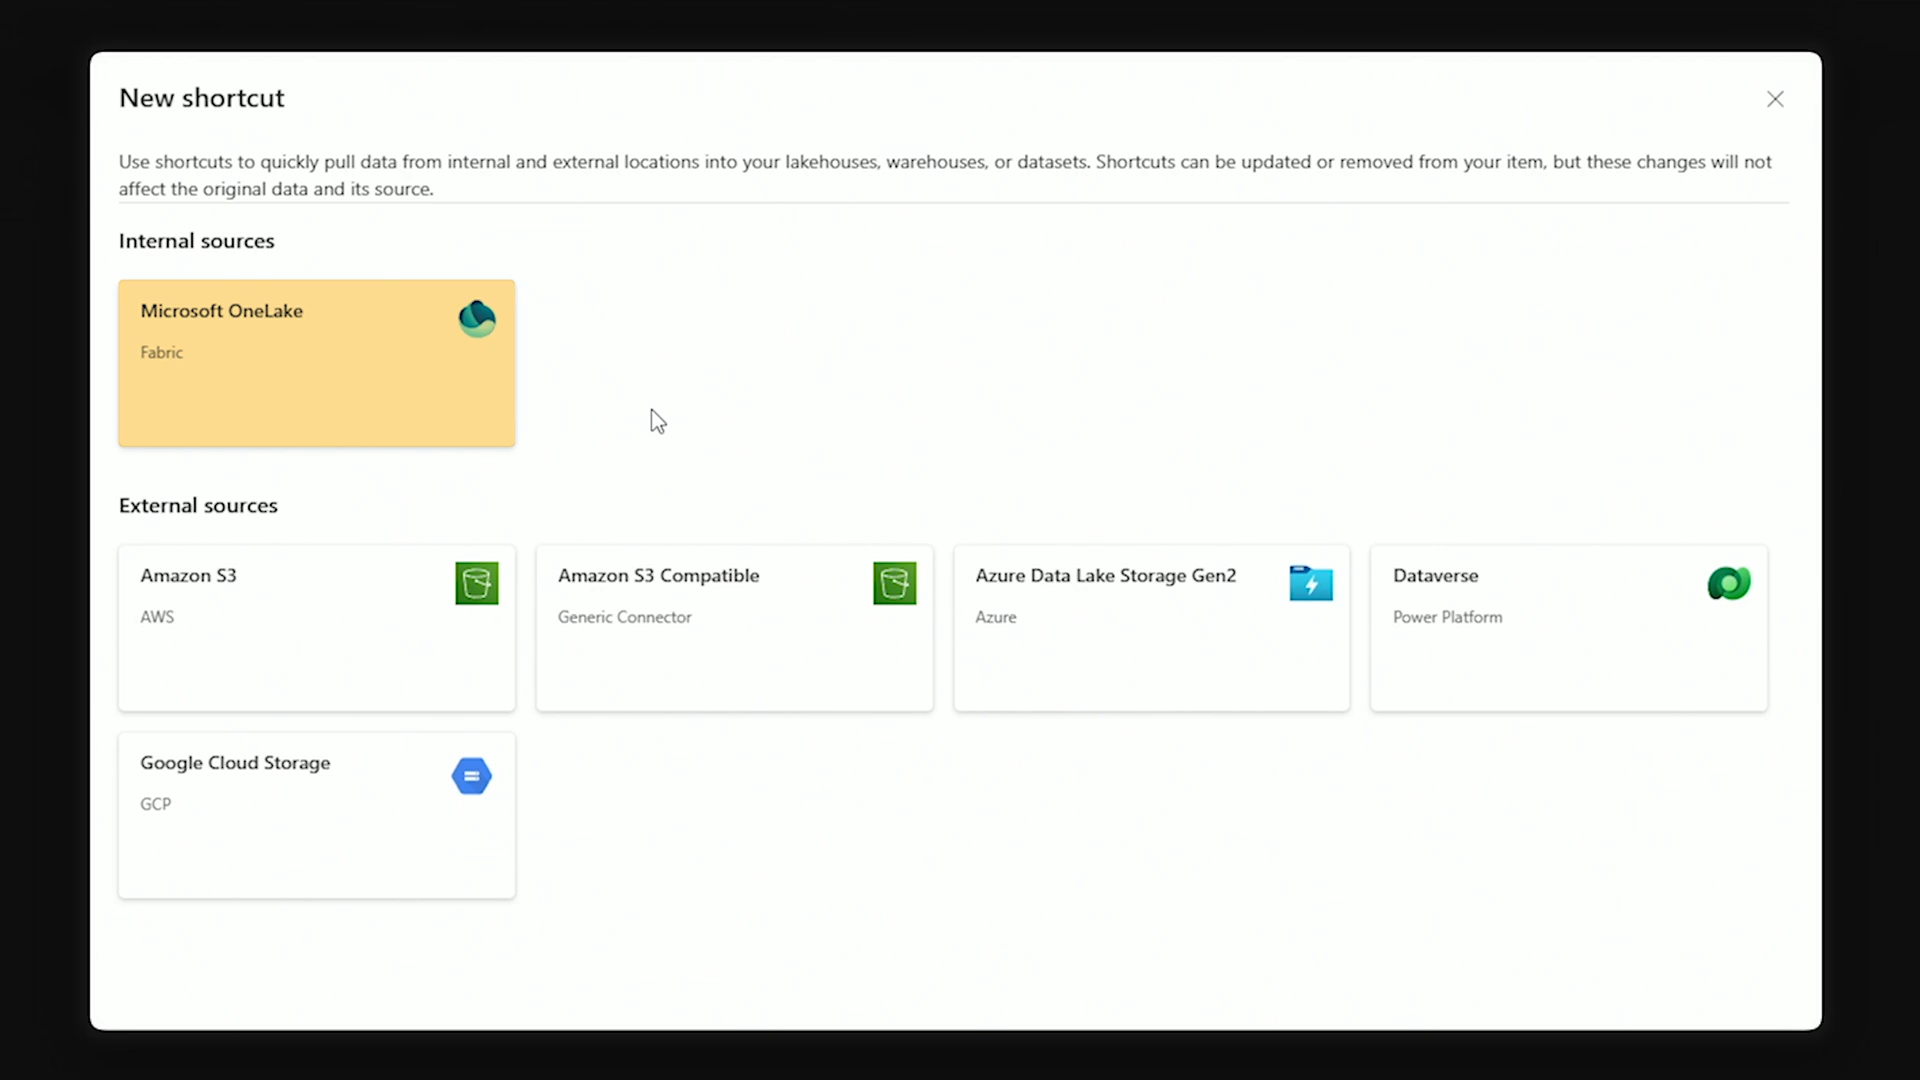 New shortcut
Use shortcuts to quickly pull data from internal and external locations into your lakehouses, warehouses, or datasets. Shortcuts can be updated or removed from your item, but these changes will not
affect the original data and its source.
Internal sources
Microsoft OneLake
Fabric
External sources
Amazon S3
AWS
Amazon S3 Compatible
Generic Connector
Azure Data Lake Storage Gen2
Azure
Dataverse
Power Platform
Google Cloud Storage
GCP